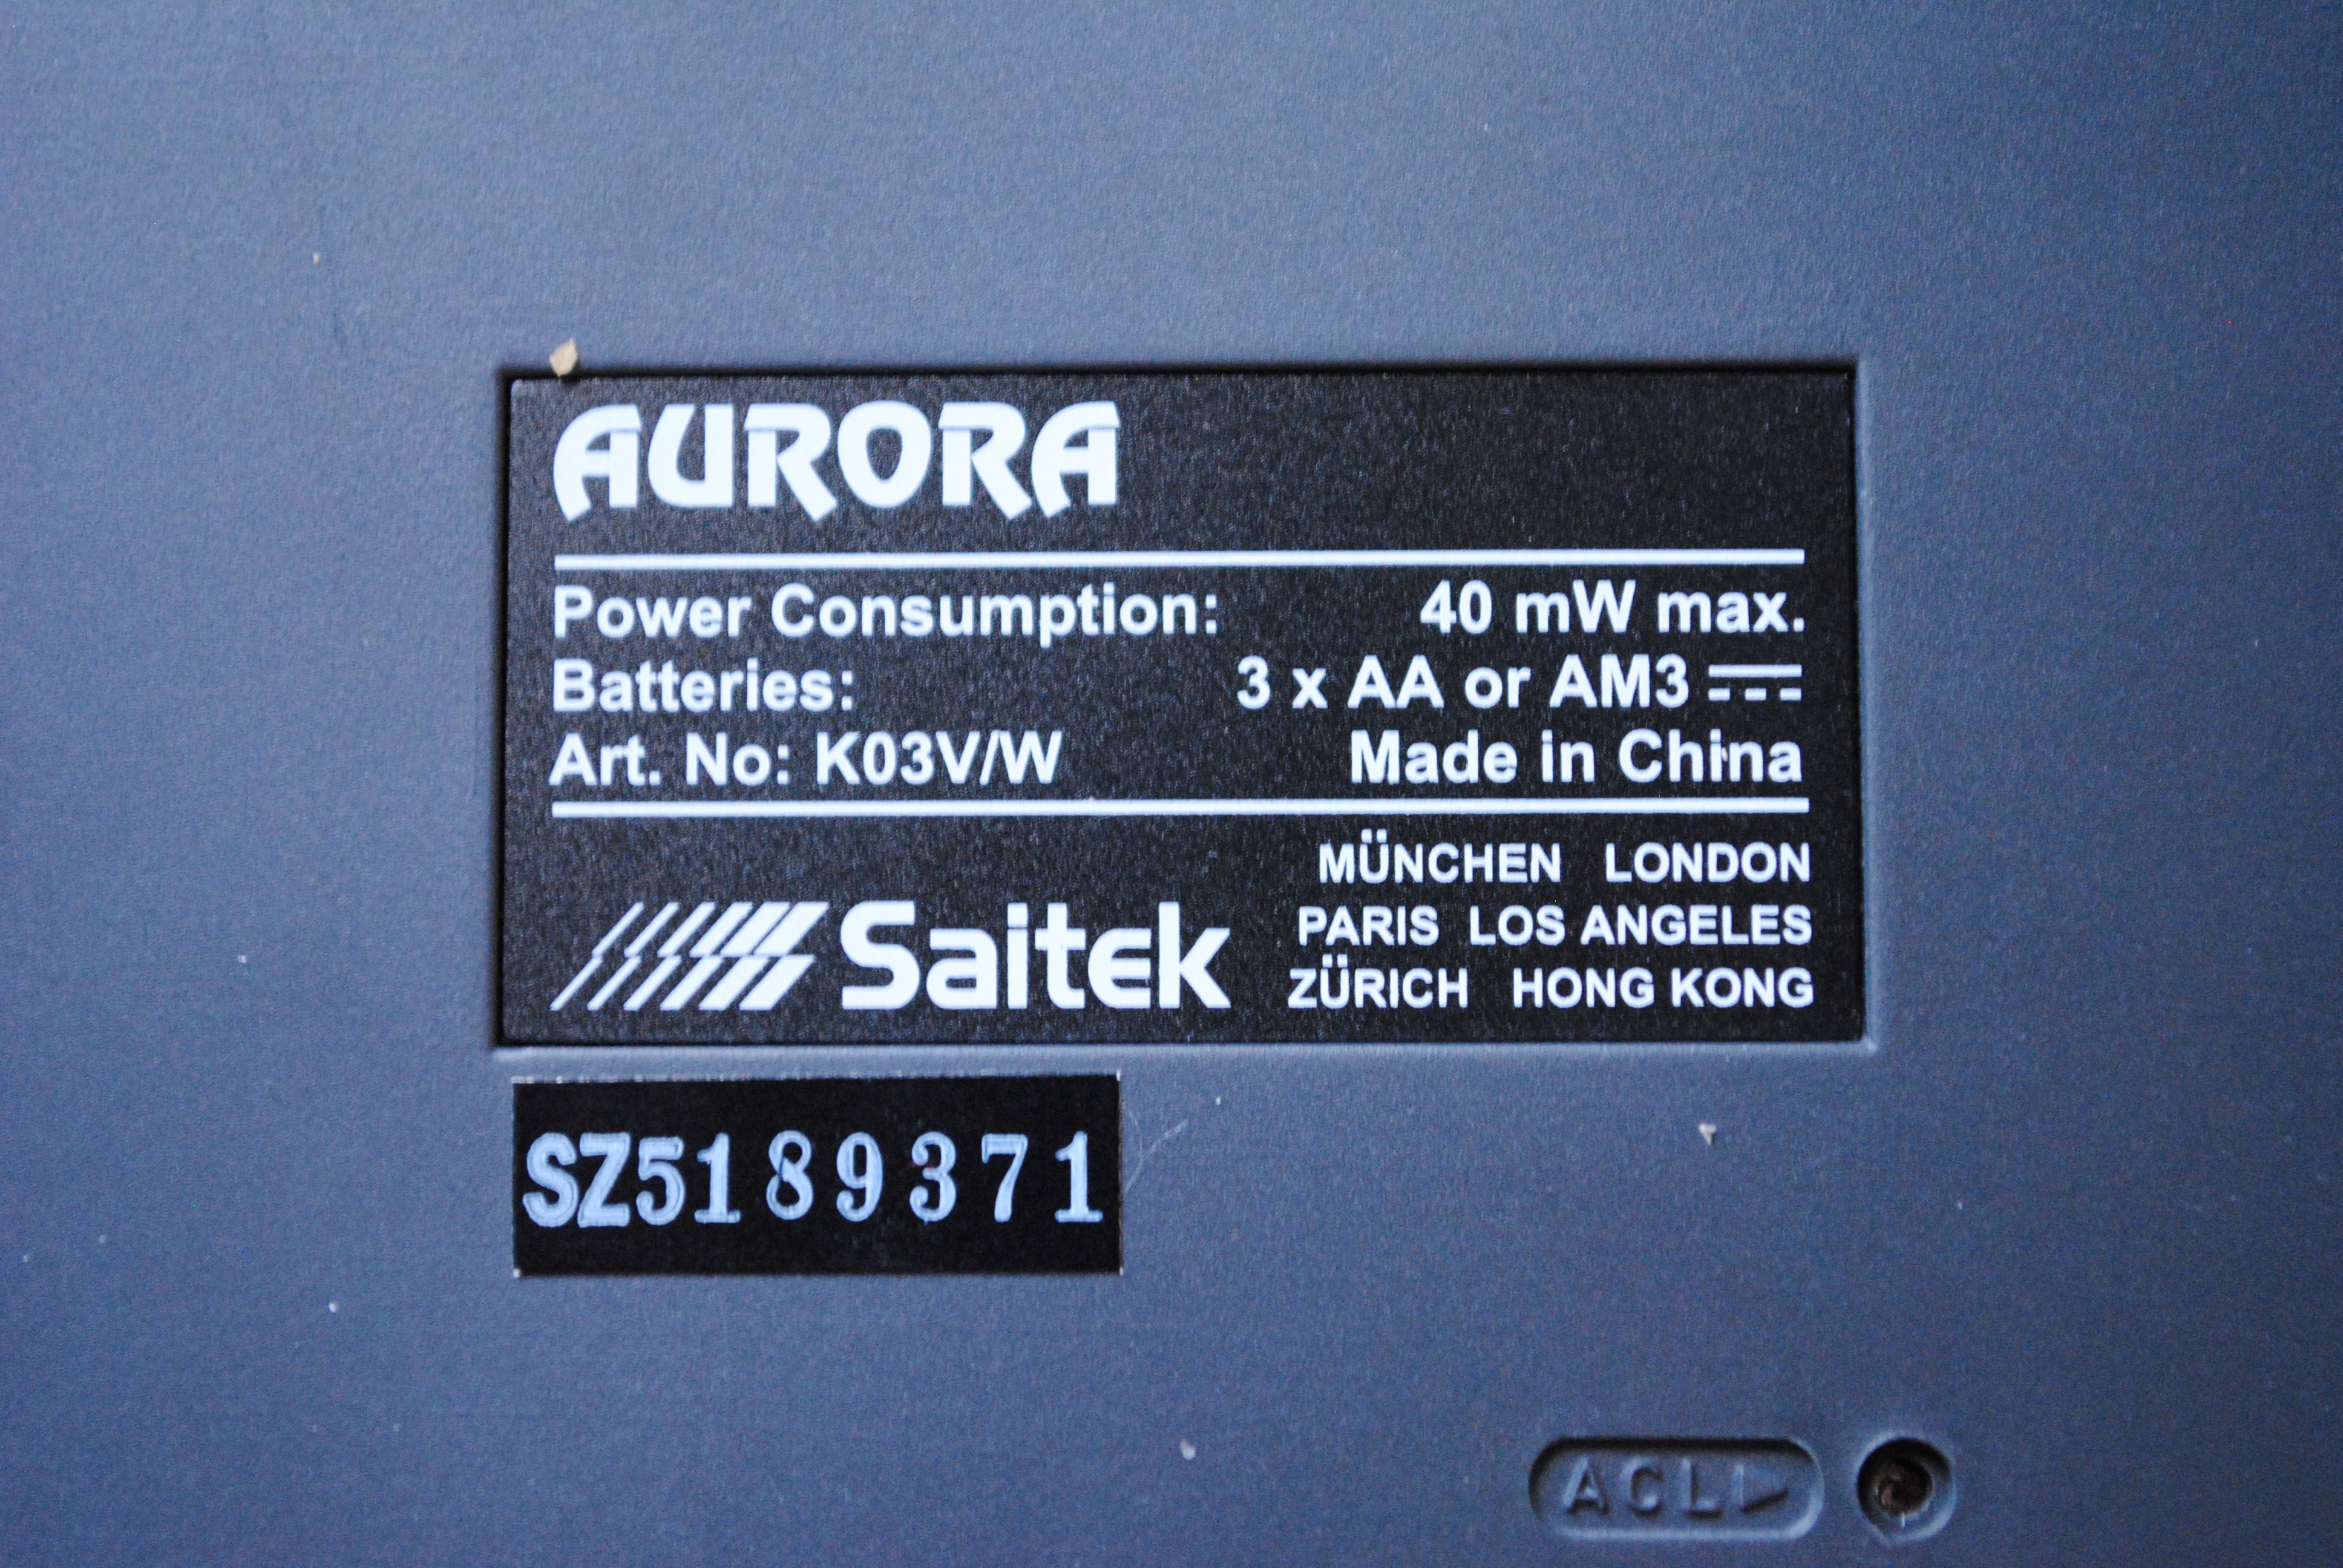 AURORA
Power Consumption: 40 mW max.
Batteries: 3 x AA or AM3
Art. No: K03V/W Made in China
MÜNCHEN LONDON
Saitek PARIS LOS ANGELES
ZÜRICH HONG KONG
SZ5189371
ACL